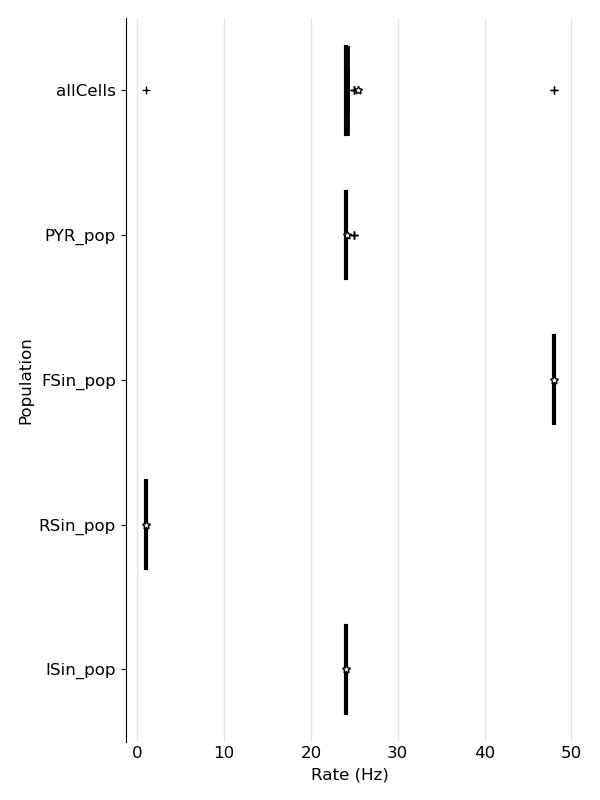 allCells
PYR_pop
FSin_pop
RSin_pop
ISin_pop
Population
0 10 20 30 40 50
Rate (Hz)